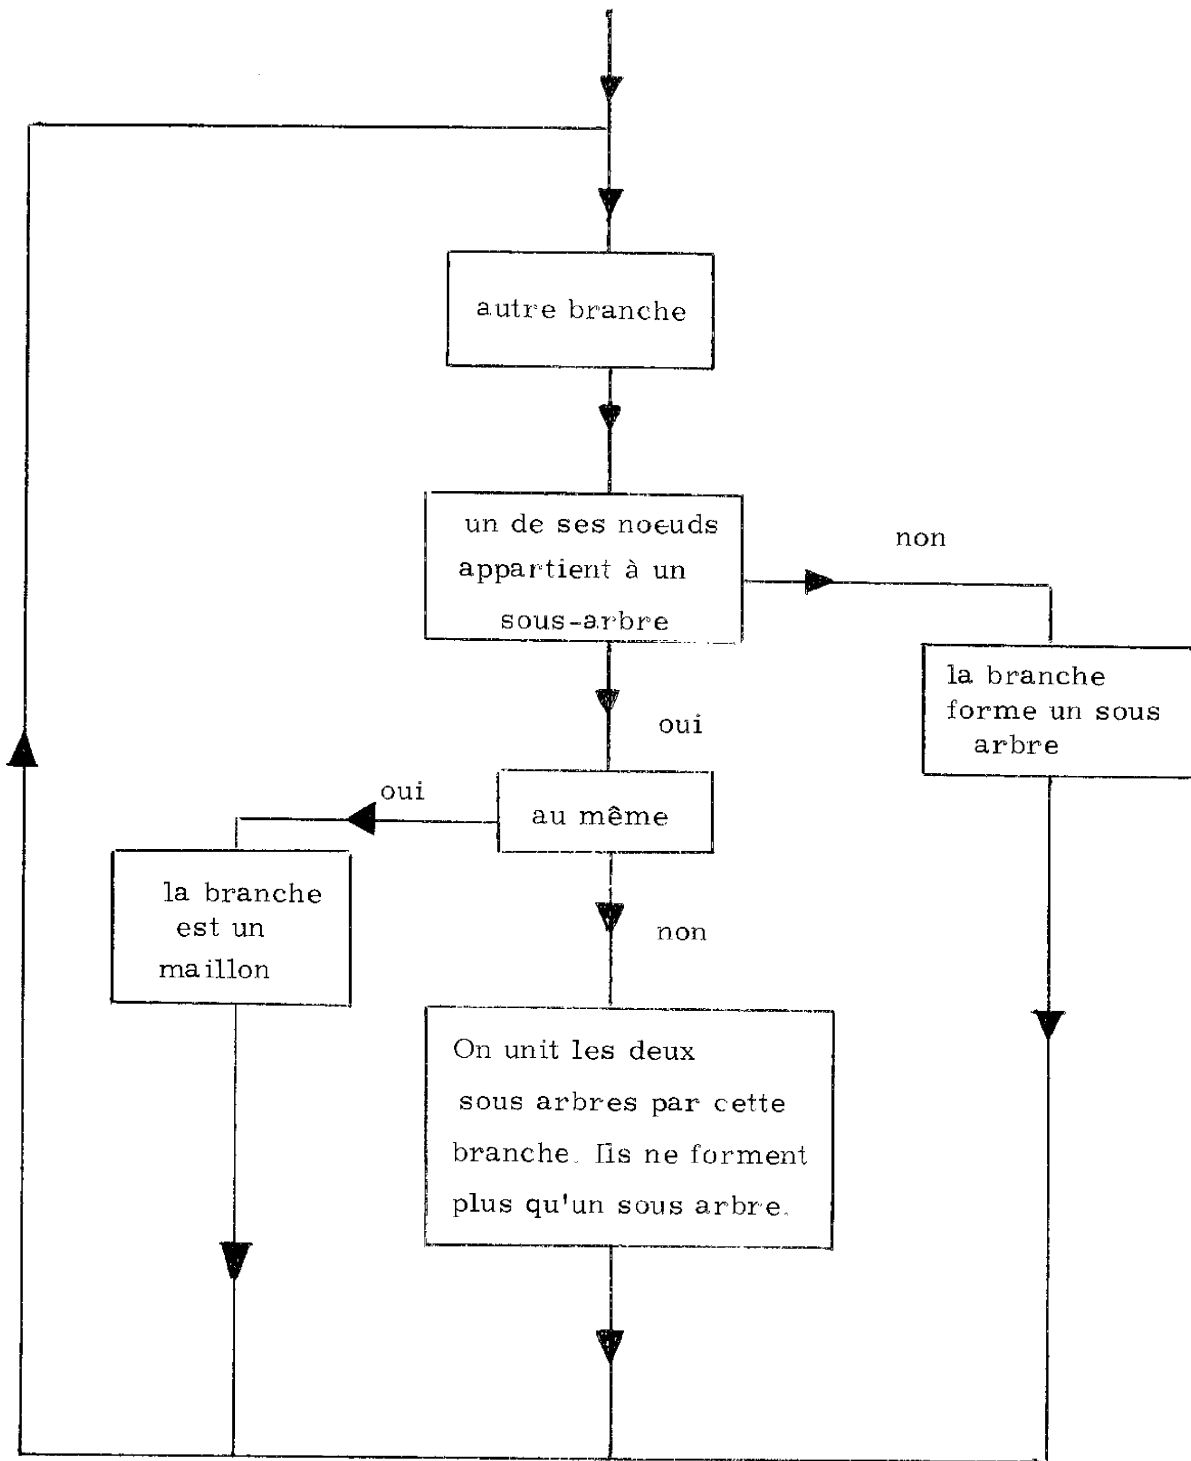 autre branche
un de ses noeuds
appartient à un
sous-arbre
non
la branche
forme un sous
arbre
oui
au même
oui
la branche
est un
maillon
non
On unit les deux
sous arbres par cette
branche. Ils ne forment
plus qu'un sous arbre.